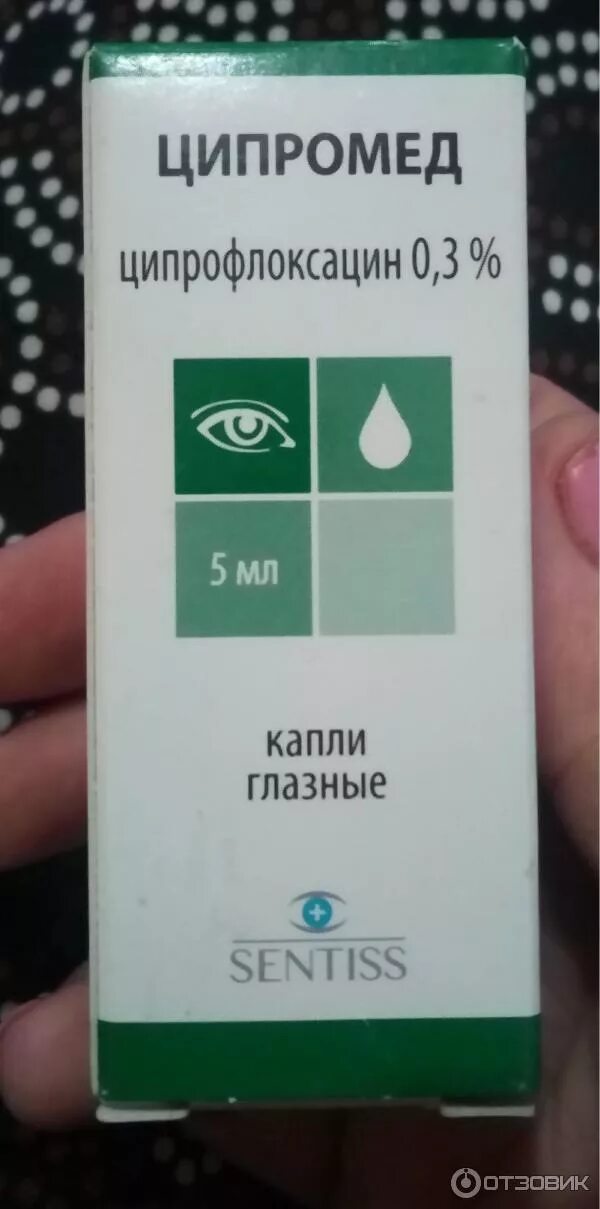 ЦИПРОМЕД
ципрофлоксацин 0,3 %
5 мл
капли
глазные
SENTISS
ОТЗОВИК